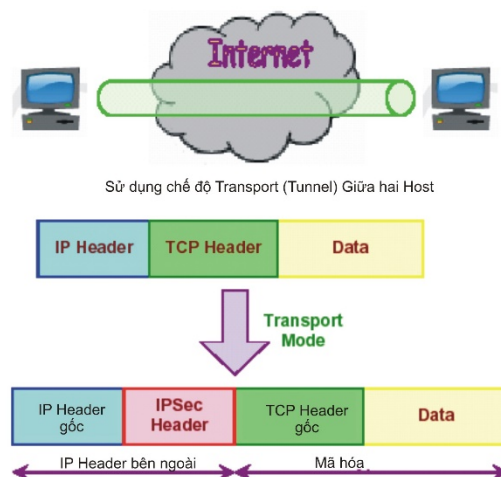 Internet
Sử dụng chế độ Transport (Tunnel) Giữa hai Host
IP Header TCP Header Data
Transport
Mode
IP Header
gốc
IPSec
Header
TCP Header
gốc
Data
IP Header bên ngoài Mã hóa